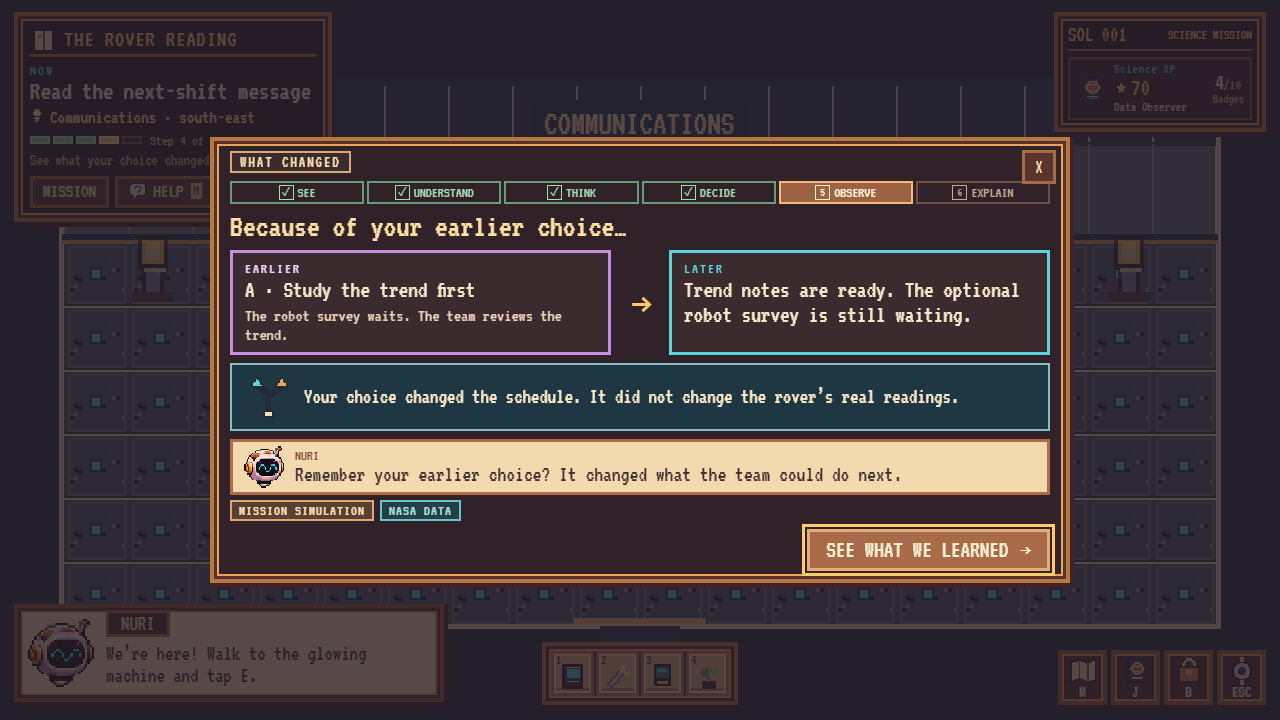 THE ROVER READING
NOW
Read the next-shift message
Communications · south-east
Step 4 of
See what your choice changed
MISSION
HELP H
COMMUNICATIONS
SOL 001
SCIENCE MISSION
Science XP
70
Data Observer
4/10
Badges
WHAT CHANGED
X
SEE
UNDERSTAND
THINK
DECIDE
5 OBSERVE
6 EXPLAIN
Because of your earlier choice…
EARLIER
A · Study the trend first
The robot survey waits. The team reviews the
trend.
→
LATER
Trend notes are ready. The optional
robot survey is still waiting.
Your choice changed the schedule. It did not change the rover's real readings.
NURI
Remember your earlier choice? It changed what the team could do next.
MISSION SIMULATION
NASA DATA
SEE WHAT WE LEARNED →
NURI
We're here! Walk to the glowing
machine and tap E.
1
2
3
4
M
J
B
ESC